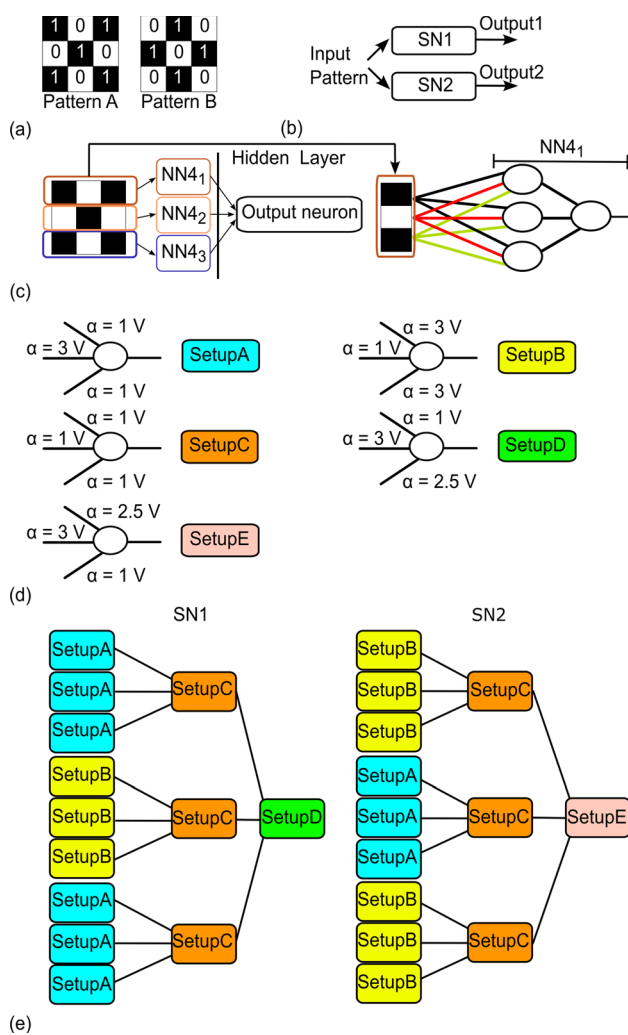 1 0 1
0 1 0
1 0 1
Pattern A
0 1 0
1 0 1
0 1 0
Pattern B
(a)
Input
Pattern
SN1
Output1
SN2
Output2
(b)
NN4₁
NN4₂
NN4₃
Hidden Layer
Output neuron
NN4₁
(c)
α = 1 V
α = 3 V
α = 1 V
SetupA
α = 3 V
α = 1 V
α = 3 V
SetupB
α = 1 V
α = 1 V
α = 1 V
SetupC
α = 1 V
α = 3 V
α = 2.5 V
SetupD
α = 2.5 V
α = 3 V
α = 1 V
SetupE
(d)
SN1
SetupA
SetupA
SetupA
SetupC
SetupB
SetupB
SetupB
SetupC
SetupD
SetupA
SetupA
SetupA
SetupC
SN2
SetupB
SetupB
SetupB
SetupC
SetupA
SetupA
SetupA
SetupC
SetupE
SetupB
SetupB
SetupB
SetupC
(e)